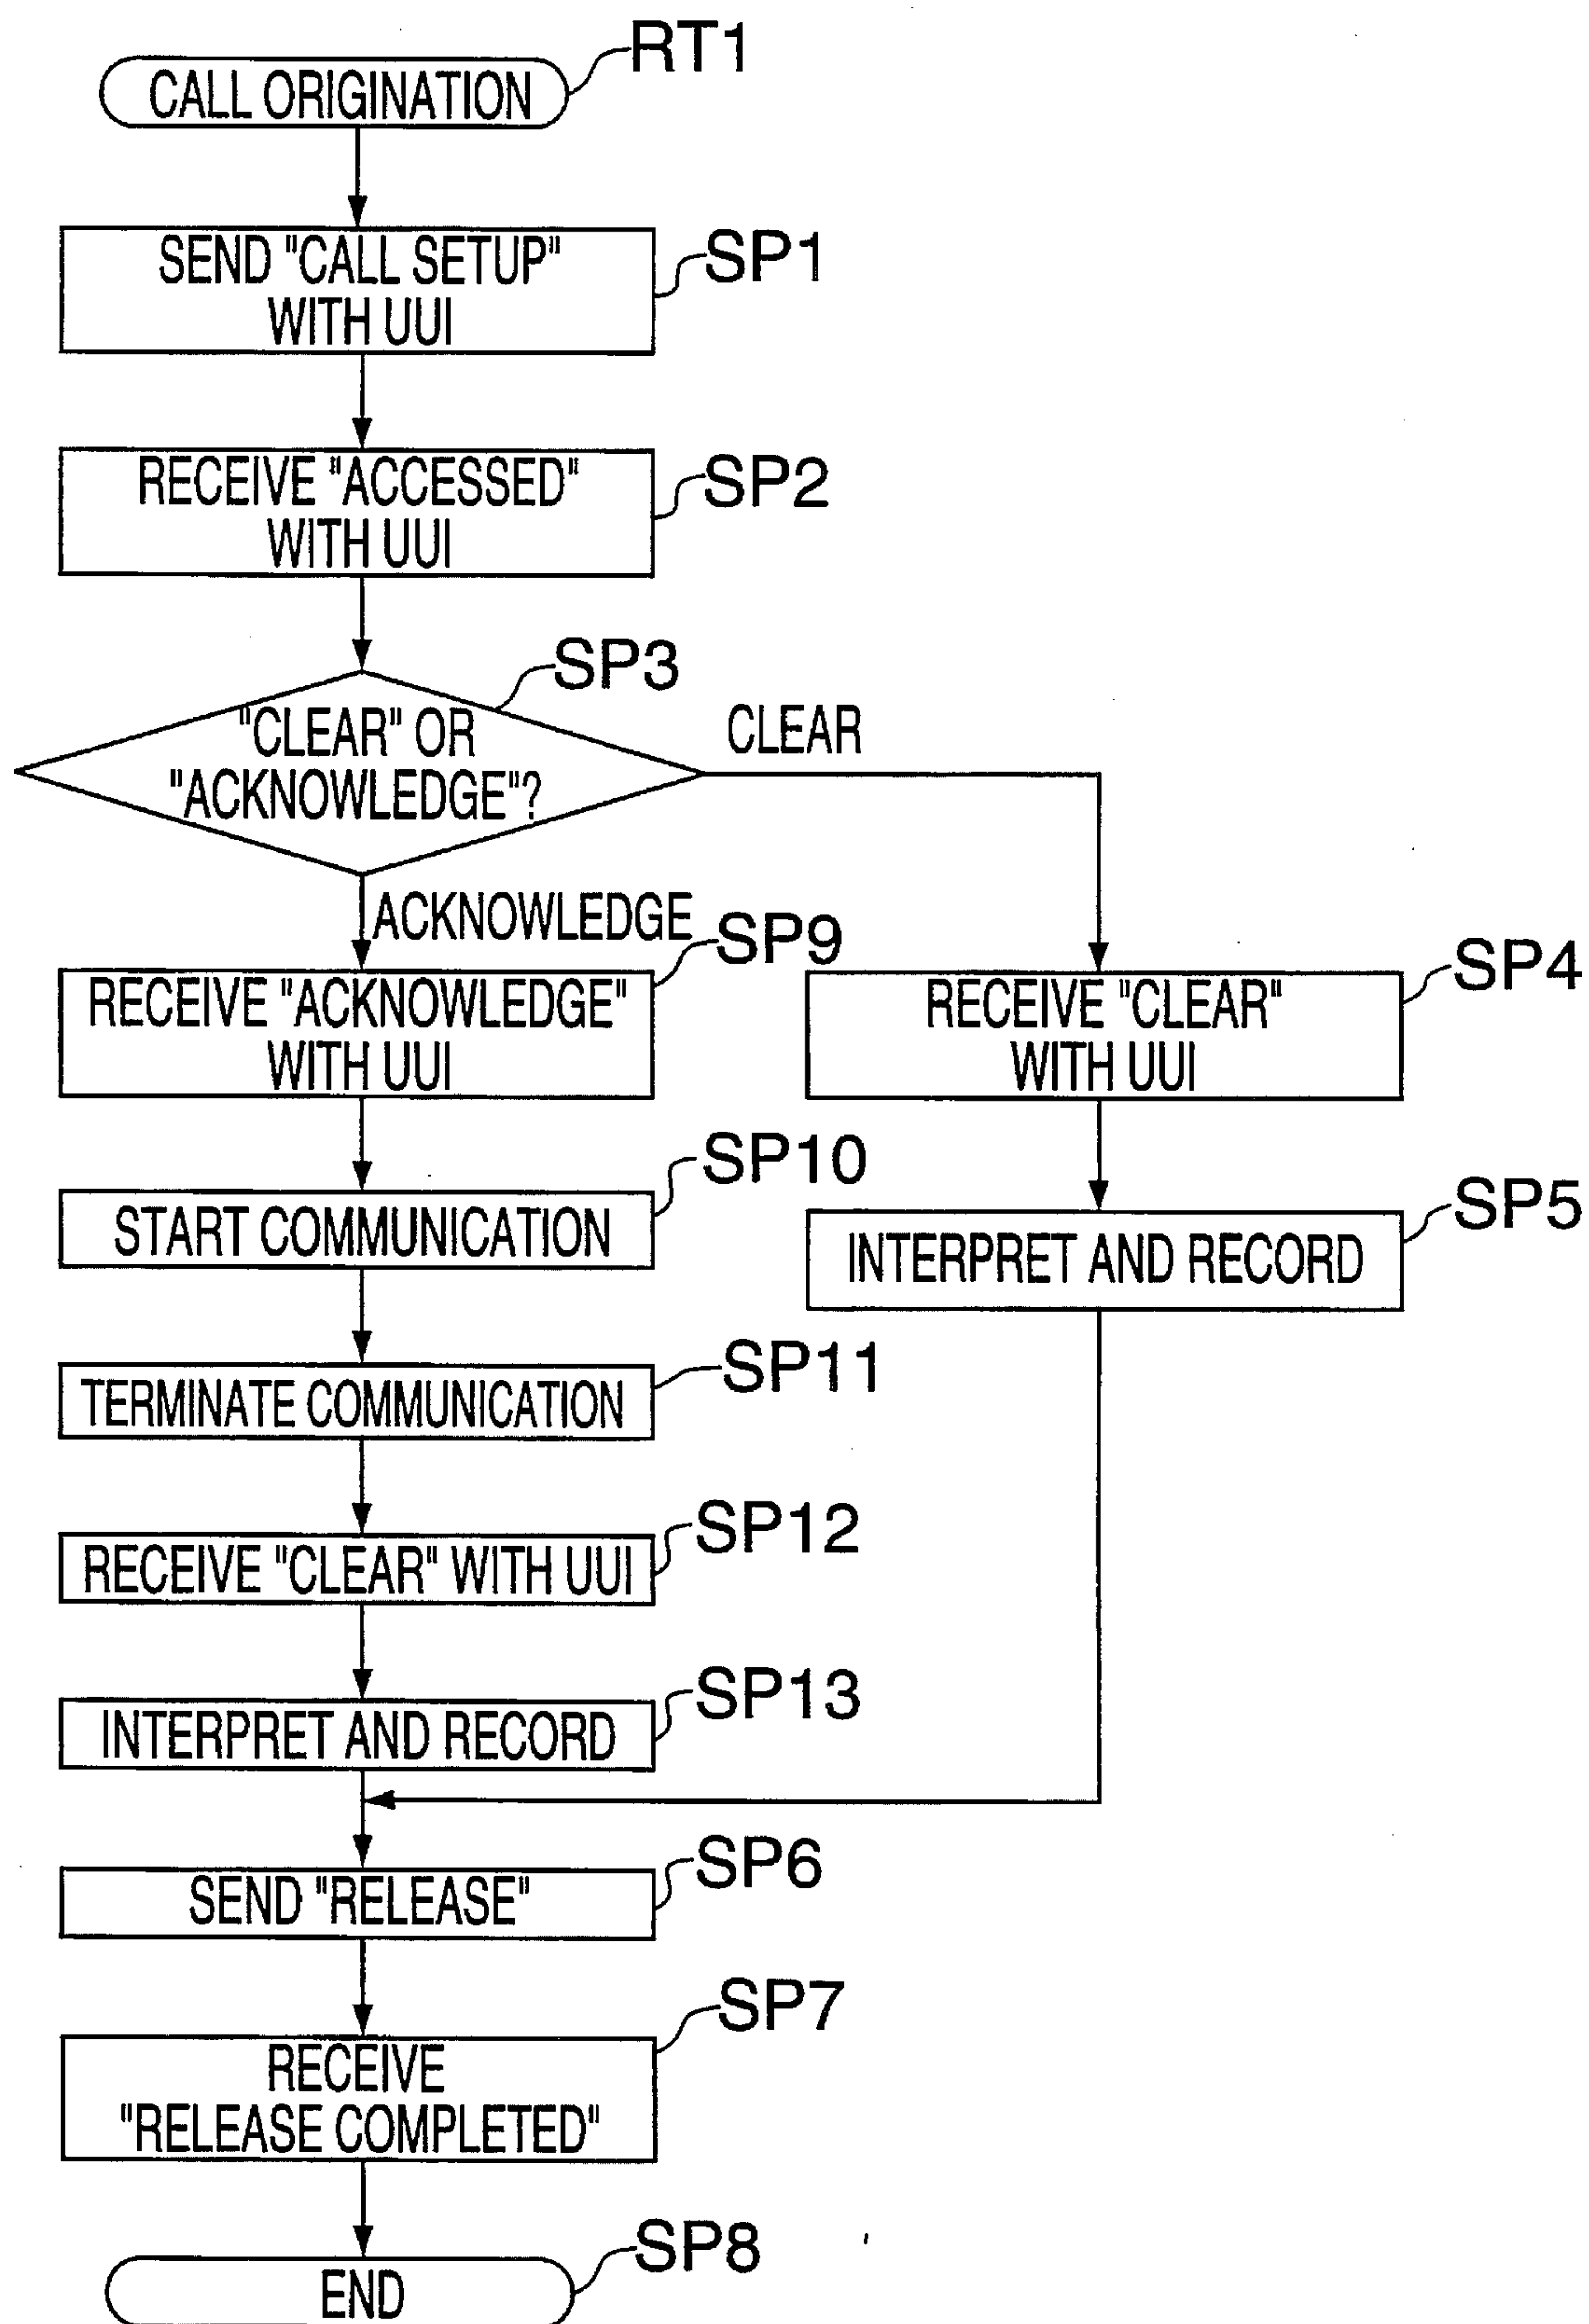 RT1
CALL ORIGINATION
SP1
SEND "CALL SETUP"
WITH UUI
SP2
RECEIVE "ACCESSED"
WITH UUI
SP3
"CLEAR" OR
"ACKNOWLEDGE"?
CLEAR
ACKNOWLEDGE
SP9
RECEIVE "ACKNOWLEDGE"
WITH UUI
SP4
RECEIVE "CLEAR"
WITH UUI
SP10
START COMMUNICATION
SP5
INTERPRET AND RECORD
SP11
TERMINATE COMMUNICATION
SP12
RECEIVE "CLEAR" WITH UUI
SP13
INTERPRET AND RECORD
SP6
SEND "RELEASE"
SP7
RECEIVE
"RELEASE COMPLETED"
SP8
END